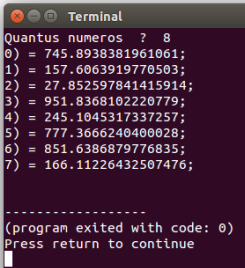 Terminal
Quantus numeros ? 8
0) = 745.8938381961061;
1) = 157.6063919770503;
2) = 27.852597841415914;
3) = 951.8368102220779;
4) = 245.1045317337257;
5) = 777.3666240400028;
6) = 851.6386879776835;
7) = 166.11226432507476;
------------------
(program exited with code: 0)
Press return to continue